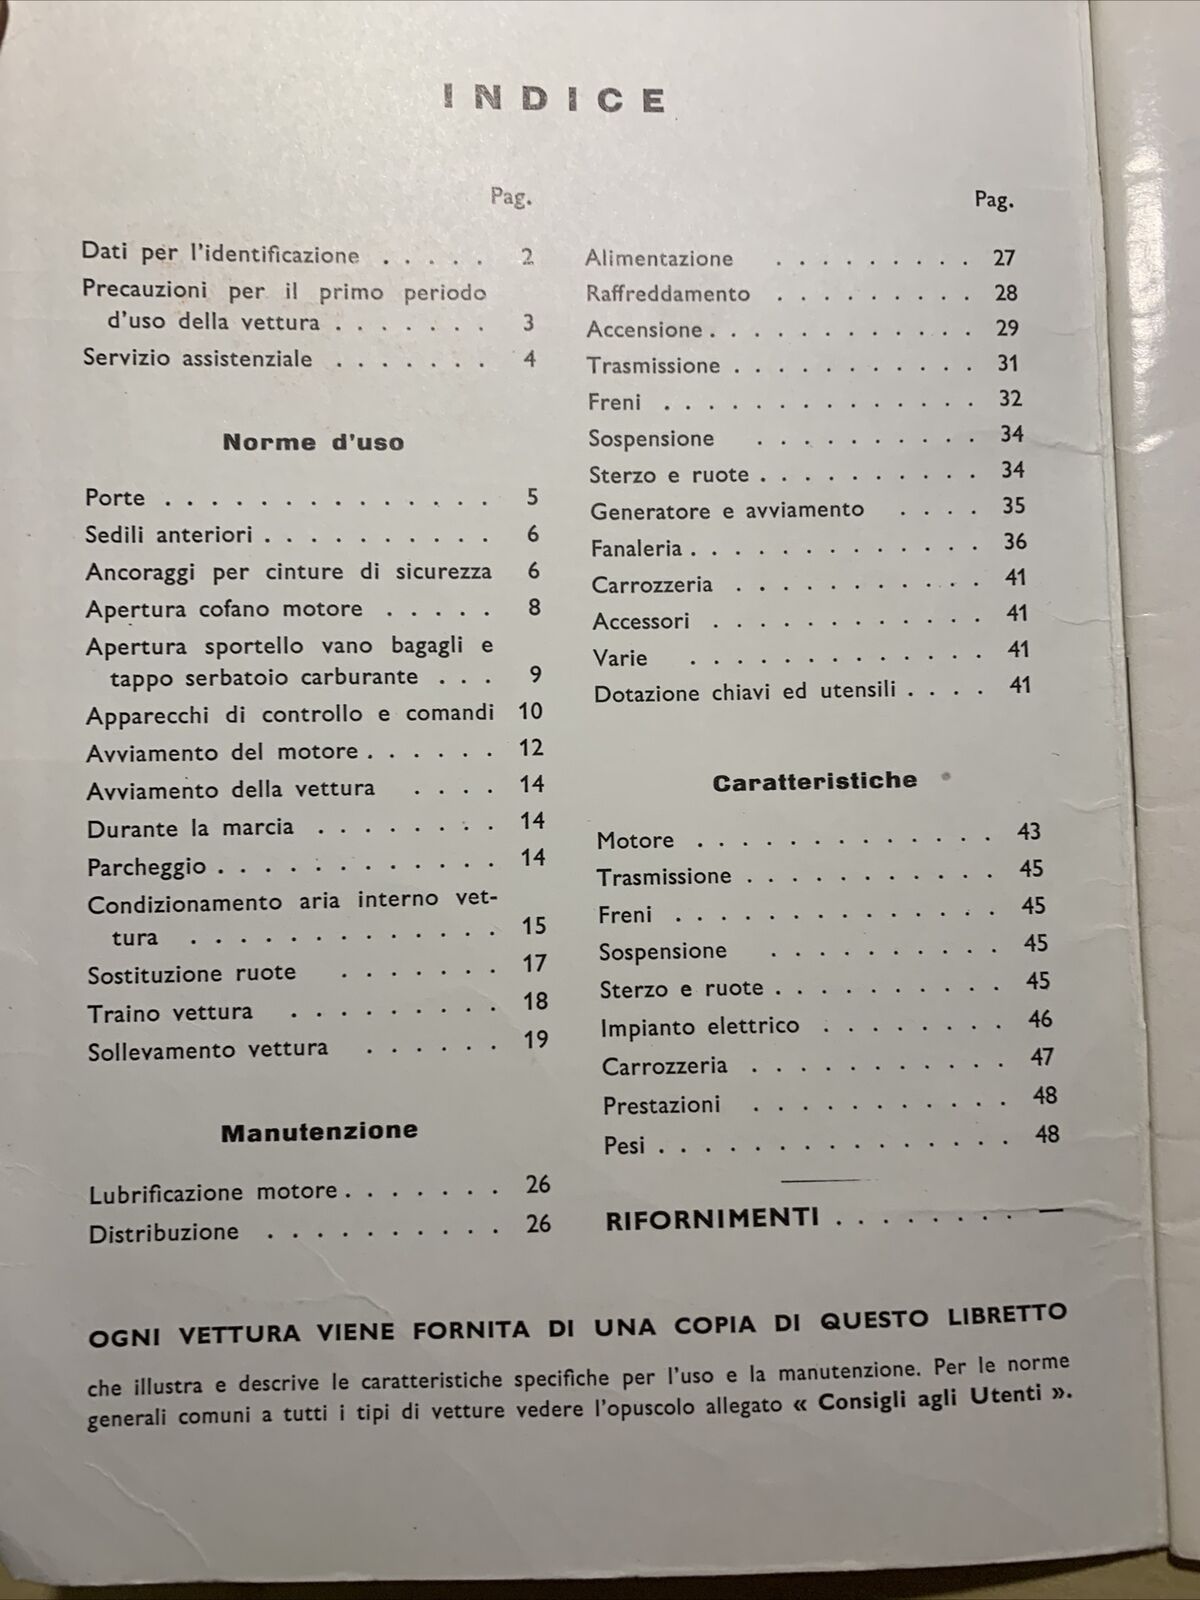 INDICE
Pag.
Dati per l'identificazione . . . . . 2
Precauzioni per il primo periodo
d'uso della vettura . . . . . . . 3
Servizio assistenziale . . . . . . . 4
Norme d'uso
Porte . . . . . . . . . . . . . . 5
Sedili anteriori . . . . . . . . . . 6
Ancoraggi per cinture di sicurezza 6
Apertura cofano motore . . . . . 8
Apertura sportello vano bagagli e
tappo serbatoio carburante . . . 9
Apparecchi di controllo e comandi 10
Avviamento del motore . . . . . . 12
Avviamento della vettura . . . . 14
Durante la marcia . . . . . . . . 14
Parcheggio . . . . . . . . . . . . 14
Condizionamento aria interno vet-
tura . . . . . . . . . . . . . 15
Sostituzione ruote . . . . . . . 17
Traino vettura . . . . . . . . . 18
Sollevamento vettura . . . . . . 19
Manutenzione
Lubrificazione motore . . . . . . . 26
Distribuzione . . . . . . . . . . 26
Pag.
Alimentazione . . . . . . . . . 27
Raffreddamento . . . . . . . . . 28
Accensione . . . . . . . . . . . . 29
Trasmissione . . . . . . . . . . . 31
Freni . . . . . . . . . . . . . . 32
Sospensione . . . . . . . . . . 34
Sterzo e ruote . . . . . . . . . . 34
Generatore e avviamento . . . . 35
Fanaleria . . . . . . . . . . . . . 36
Carrozzeria . . . . . . . . . . . 41
Accessori . . . . . . . . . . . . 41
Varie . . . . . . . . . . . . . 41
Dotazione chiavi ed utensili . . . . 41
Caratteristiche
Motore . . . . . . . . . . . . . 43
Trasmissione . . . . . . . . . . . 45
Freni . . . . . . . . . . . . . . 45
Sospensione . . . . . . . . . . 45
Sterzo e ruote . . . . . . . . . . 45
Impianto elettrico . . . . . . . . 46
Carrozzeria . . . . . . . . . . . 47
Prestazioni . . . . . . . . . . . 48
Pesi . . . . . . . . . . . . . . . 48
RIFORNIMENTI . . . . . . . . —
OGNI VETTURA VIENE FORNITA DI UNA COPIA DI QUESTO LIBRETTO
che illustra e descrive le caratteristiche specifiche per l'uso e la manutenzione. Per le norme
generali comuni a tutti i tipi di vetture vedere l'opuscolo allegato « Consigli agli Utenti ».